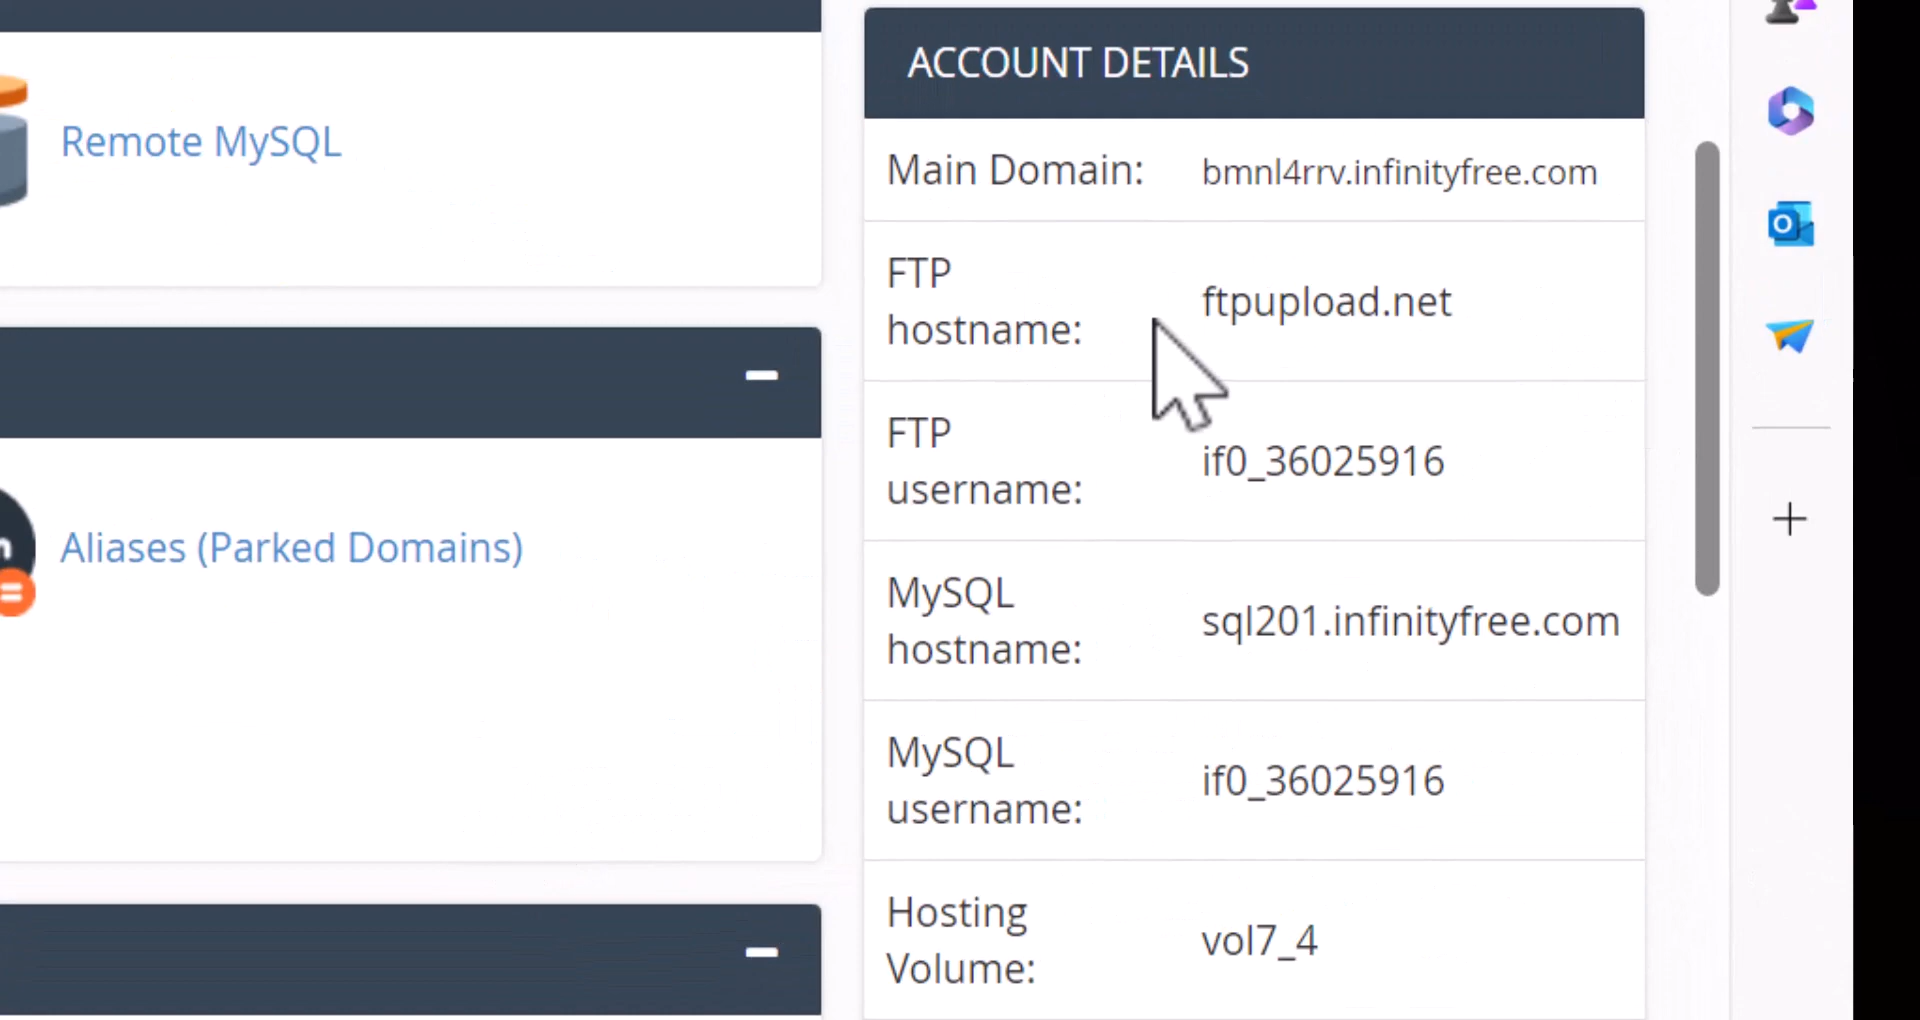 Remote MySQL
Aliases (Parked Domains)
ACCOUNT DETAILS
Main Domain: bmnl4rrv.infinityfree.com
FTP
hostname:
ftpupload.net
FTP
username:
if0_36025916
MySQL
hostname:
sql201.infinityfree.com
MySQL
username:
if0_36025916
Hosting
Volume:
vol7_4